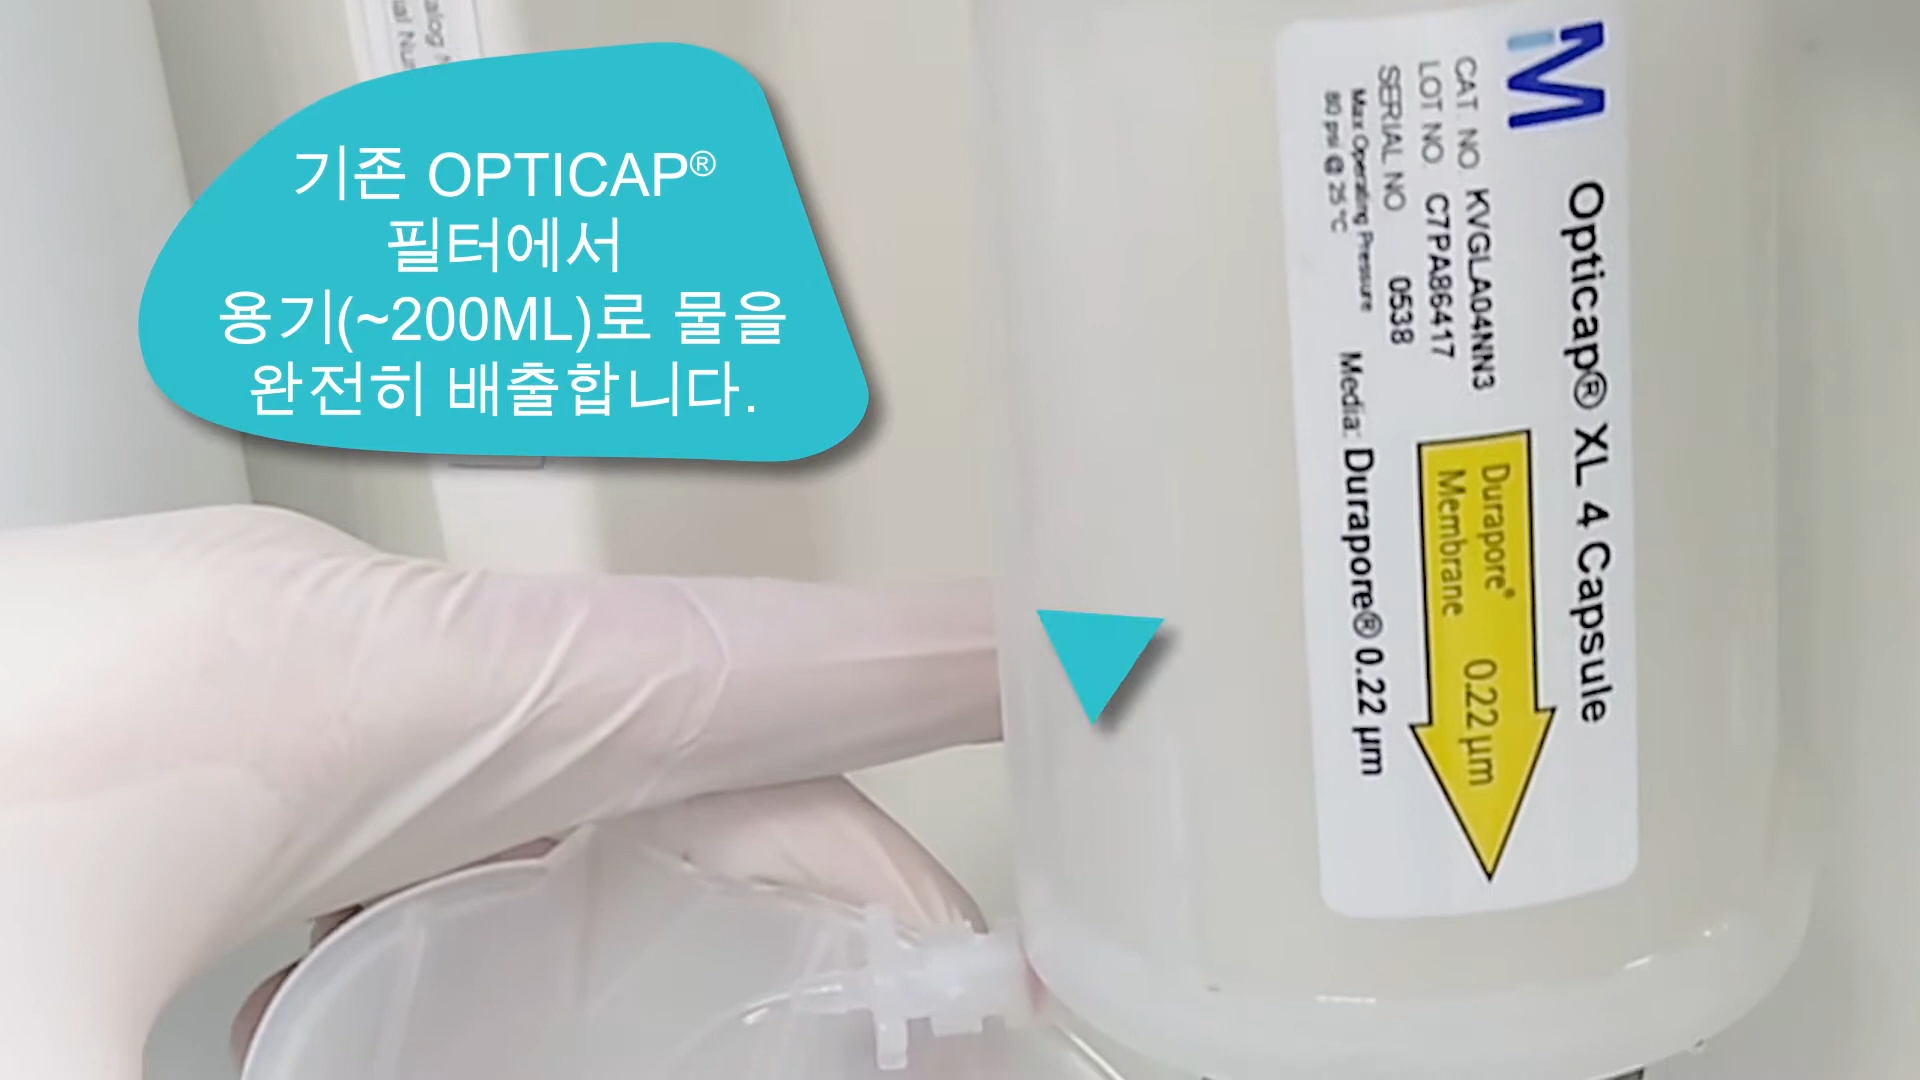 기존 OPTICAP®
필터에서
용기(~200ML)로 물을
완전히 배출합니다.
M
Opticap® XL 4 Capsule
CAT. NO. KVGLA04NN3
LOT NO. C7PA86417
SERIAL NO 0538
Max Operating Pressure
80 psi @ 25 °C
Media: Durapore® 0.22 µm
Durapore®
Membrane 0.22 µm